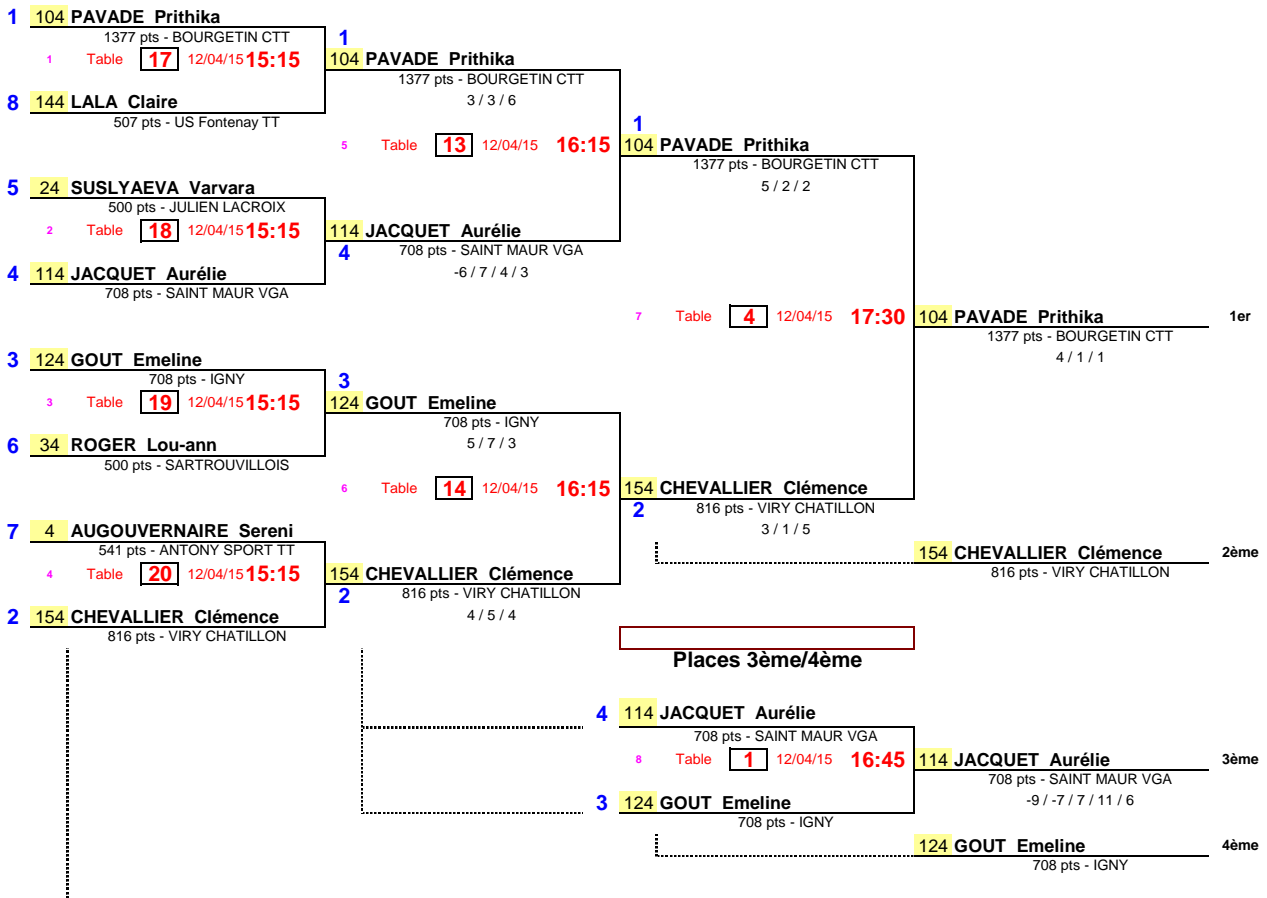 1 104 PAVADE Prithika
1377 pts - BOURGETIN CTT
1 Table 17 12/04/15 15:15
8 144 LALA Claire
507 pts - US Fontenay TT
5 24 SUSLYAEVA Varvara
500 pts - JULIEN LACROIX
2 Table 18 12/04/15 15:15
4 114 JACQUET Aurélie
708 pts - SAINT MAUR VGA
3 124 GOUT Emeline
708 pts - IGNY
3 Table 19 12/04/15 15:15
6 34 ROGER Lou-ann
500 pts - SARTROUVILLOIS
7 4 AUGOUVERNAIRE Sereni
541 pts - ANTONY SPORT TT
4 Table 20 12/04/15 15:15
2 154 CHEVALLIER Clémence
816 pts - VIRY CHATILLON
1
104 PAVADE Prithika
1377 pts - BOURGETIN CTT
3 / 3 / 6
5 Table 13 12/04/15 16:15
114 JACQUET Aurélie
4 708 pts - SAINT MAUR VGA
-6 / 7 / 4 / 3
3
124 GOUT Emeline
708 pts - IGNY
5 / 7 / 3
6 Table 14 12/04/15 16:15
154 CHEVALLIER Clémence
2 816 pts - VIRY CHATILLON
4 / 5 / 4
1
104 PAVADE Prithika
1377 pts - BOURGETIN CTT
5 / 2 / 2
7 Table 4 12/04/15 17:30
154 CHEVALLIER Clémence
2 816 pts - VIRY CHATILLON
3 / 1 / 5
104 PAVADE Prithika 1er
1377 pts - BOURGETIN CTT
4 / 1 / 1
154 CHEVALLIER Clémence 2ème
816 pts - VIRY CHATILLON
Places 3ème/4ème
4 114 JACQUET Aurélie
708 pts - SAINT MAUR VGA
8 Table 1 12/04/15 16:45
3 124 GOUT Emeline
708 pts - IGNY
114 JACQUET Aurélie 3ème
708 pts - SAINT MAUR VGA
-9 / -7 / 7 / 11 / 6
124 GOUT Emeline 4ème
708 pts - IGNY